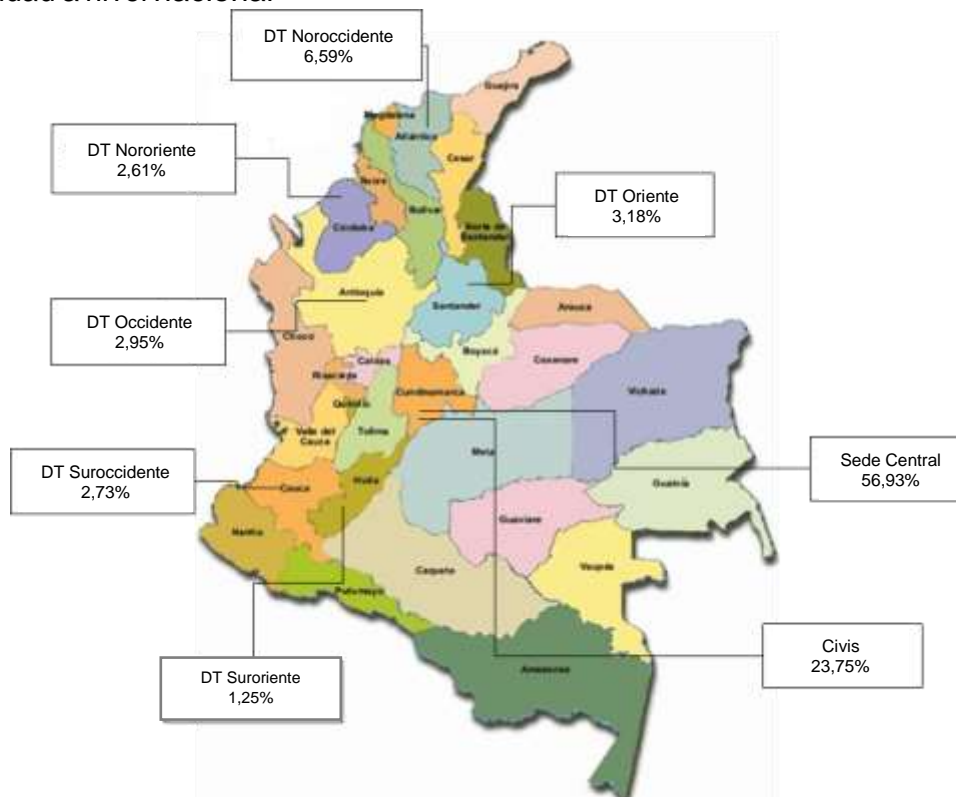 a nivel nacional
DT Noroccidente
6,59%
Guajira
Magdalena
Atlántico
Cesar
DT Nororiente
2,61%
Sucre
Bolívar
Córdoba
Norte de
Santander
DT Oriente
3,18%
Antioquia
Santander
Arauca
DT Occidente
2,95%
Chocó
Boyacá
Casanare
Caldas
Risaralda
Cundinamarca
Vichada
Quindío
Tolima
Valle del
Cauca
Meta
DT Suroccidente
2,73%
Huila
Cauca
Sede Central
56,93%
Guainía
Guaviare
Nariño
Caquetá
Vaupés
Putumayo
Civis
23,75%
DT Suroriente
1,25%
Amazonas